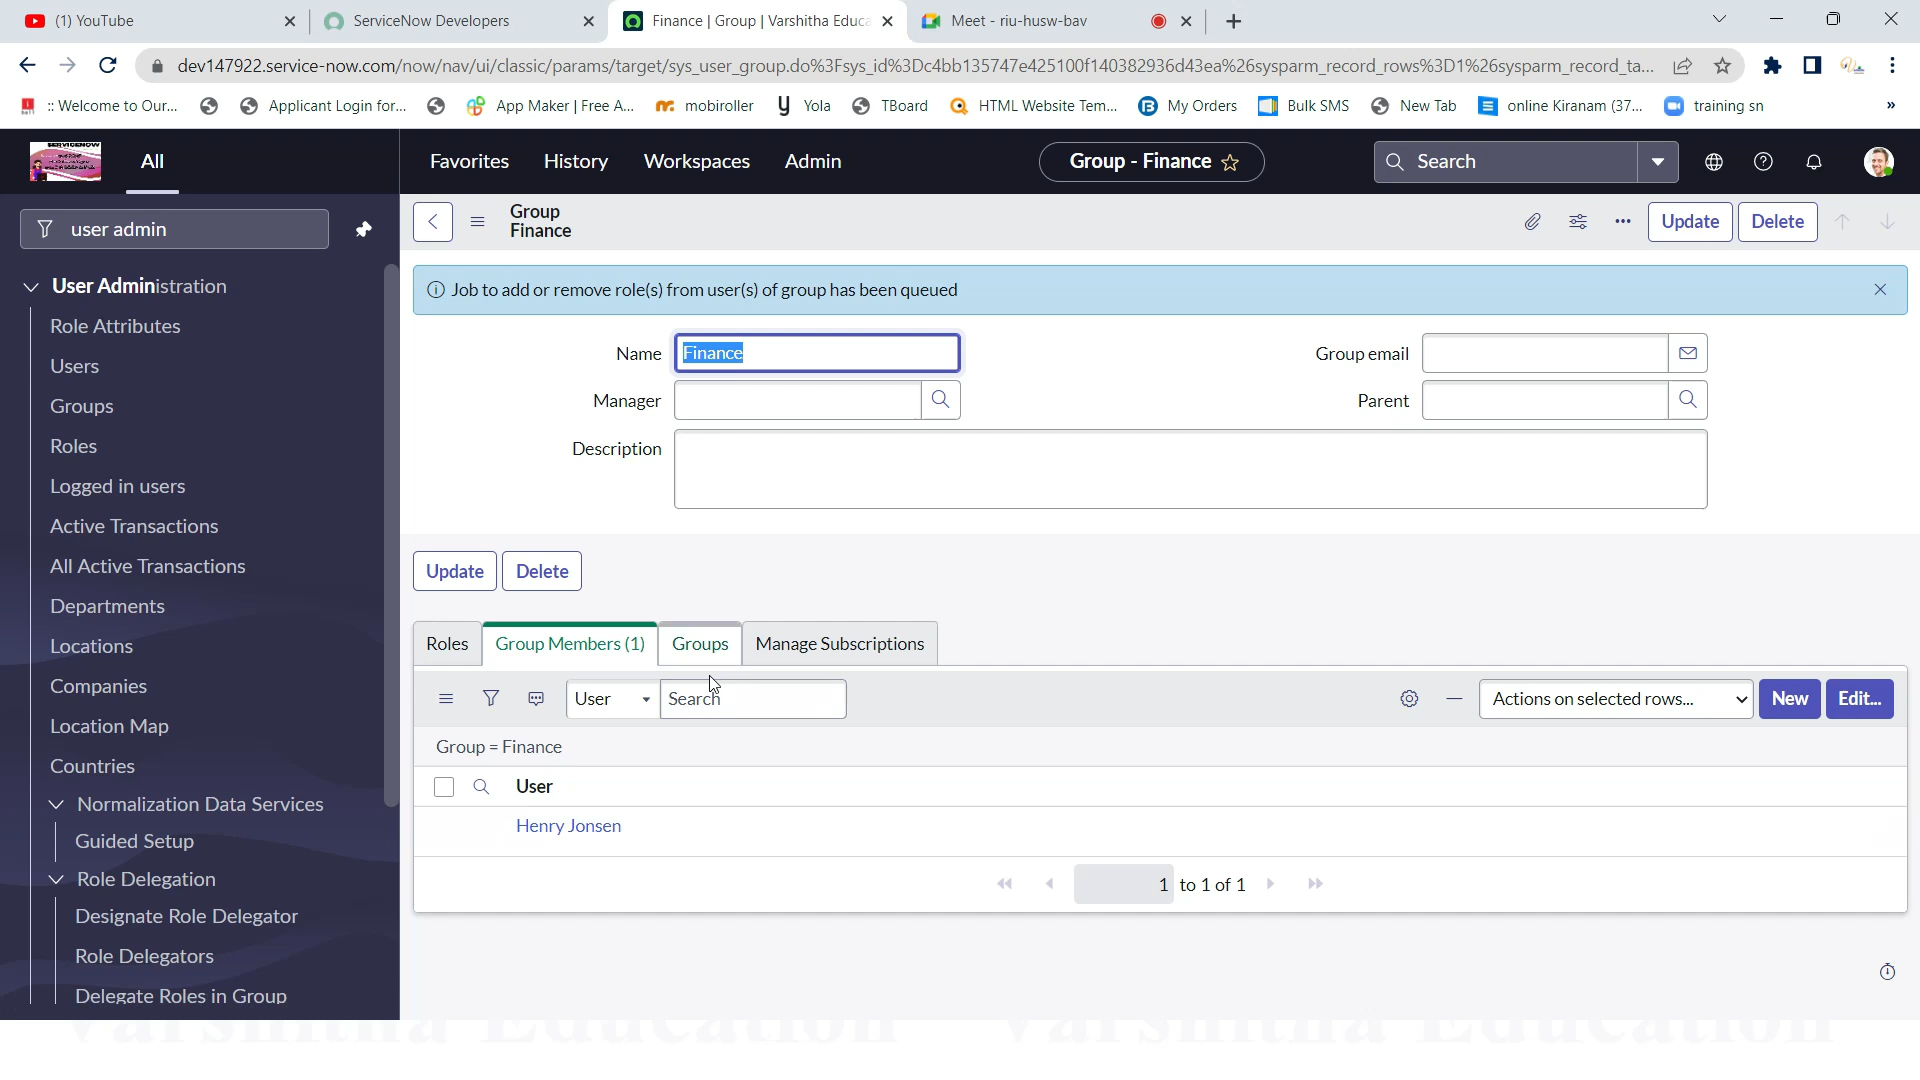 (1) YouTube
ServiceNow Developers
Finance | Group | Varshitha Educa
Meet - riu-husw-bav
dev147922.service-now.com/now/nav/ui/classic/params/target/sys_user_group.do%3Fsys_id%3Dc4bb135747e425100f140382936d43ea%26sysparm_record_rows%3D1%26sysparm_record_ta...
:: Welcome to Our...
Applicant Login for...
App Maker | Free A...
mobiroller
Yola
TBoard
HTML Website Tem...
My Orders
Bulk SMS
New Tab
online Kiranam (37...
training sn
»
SERVICENOW
All
Favorites
History
Workspaces
Admin
Group - Finance
Search
user admin
Group
Finance
Update
Delete
User Administration
Role Attributes
Users
Groups
Roles
Logged in users
Active Transactions
All Active Transactions
Departments
Locations
Companies
Location Map
Countries
Normalization Data Services
Guided Setup
Role Delegation
Designate Role Delegator
Role Delegators
Delegate Roles in Group
Job to add or remove role(s) from user(s) of group has been queued
Name
Finance
Group email
Manager
Parent
Description
Update
Delete
Roles
Group Members (1)
Groups
Manage Subscriptions
User
Search
Actions on selected rows...
New
Edit...
Group = Finance
User
Henry Jonsen
1 to 1 of 1
Varshitha Education
Varshitha Education